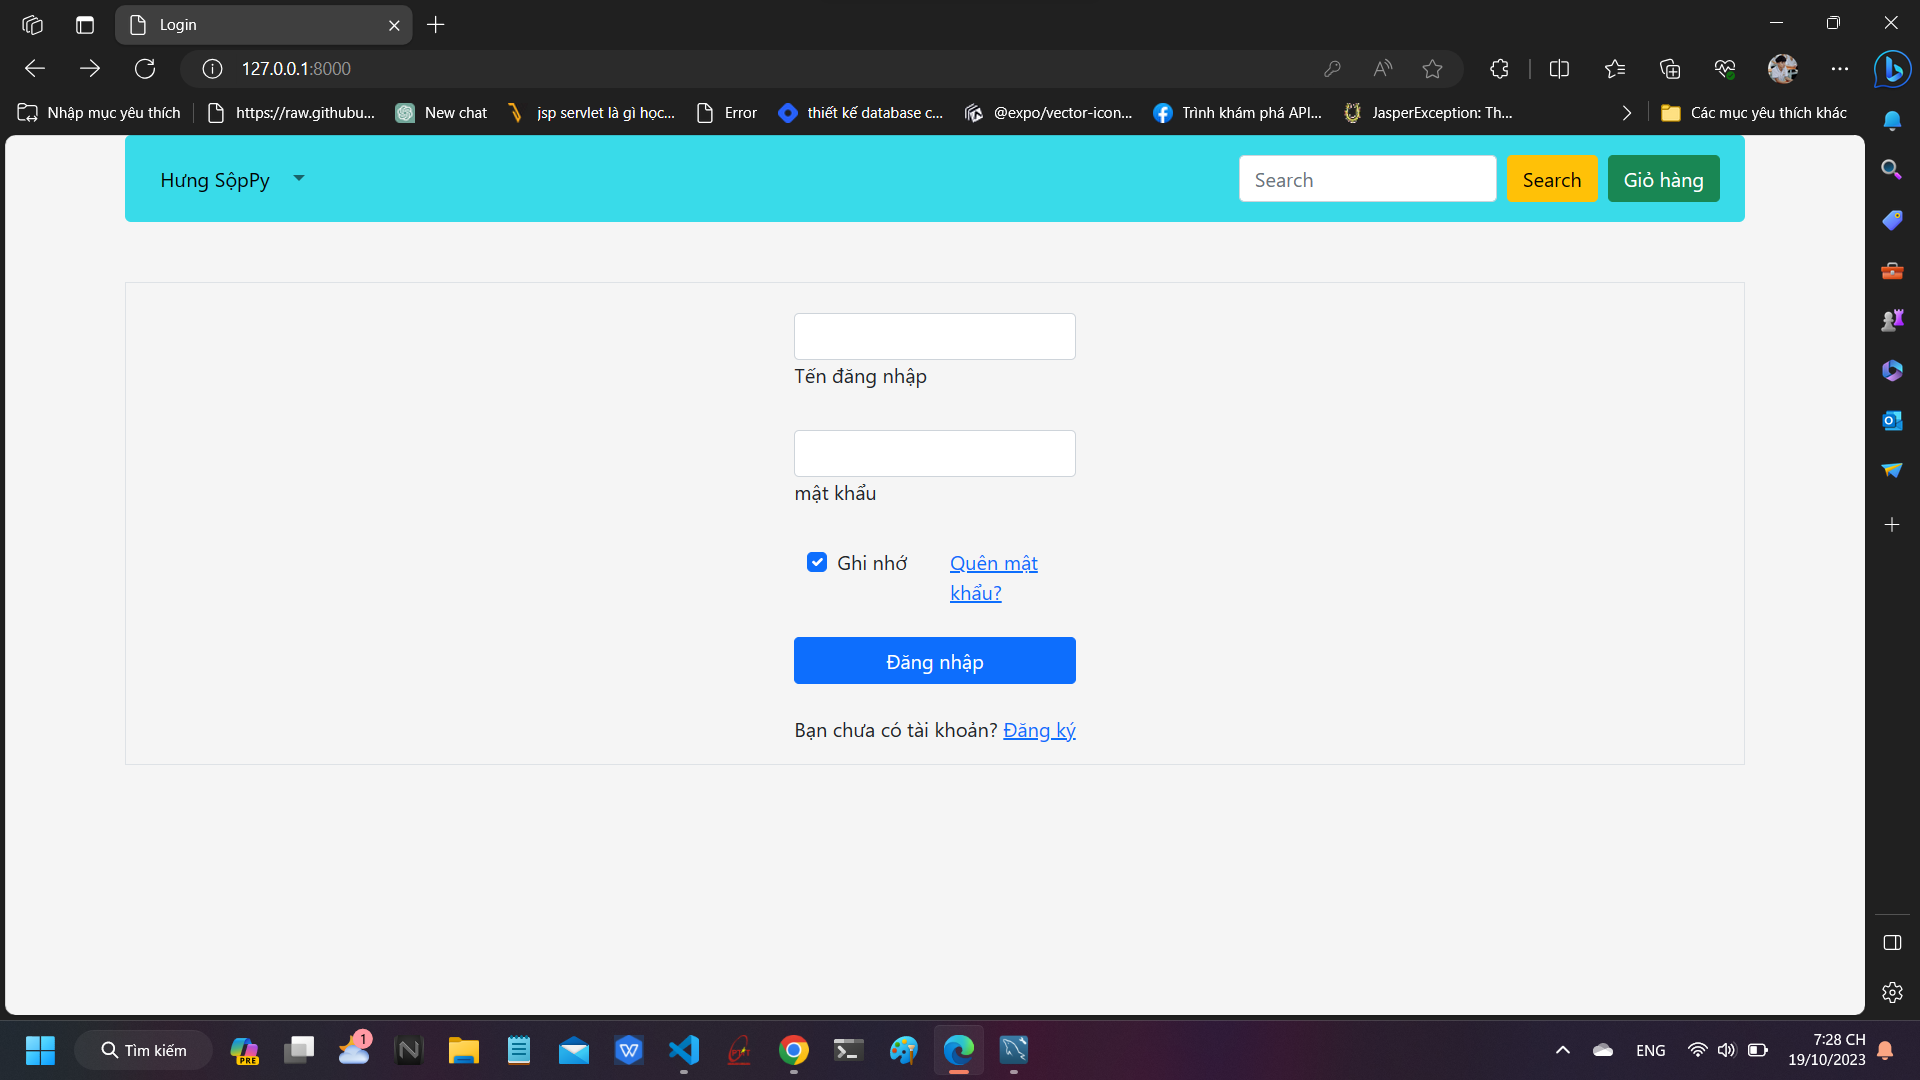 Login
127.0.0.1:8000
Nhập mục yêu thích
https://raw.githubu...
New chat
jsp servlet là gì học...
Error
thiết kế database c...
@expo/vector-icon...
Trình khám phá API...
JasperException: Th...
Các mục yêu thích khác
Hưng SộpPy
Search
Search
Giỏ hàng
Tến đăng nhập
mật khẩu
Ghi nhớ
Quên mật
khẩu?
Đăng nhập
Bạn chưa có tài khoản? Đăng ký
Tìm kiếm
PRE
1
ENG
7:28 CH
19/10/2023